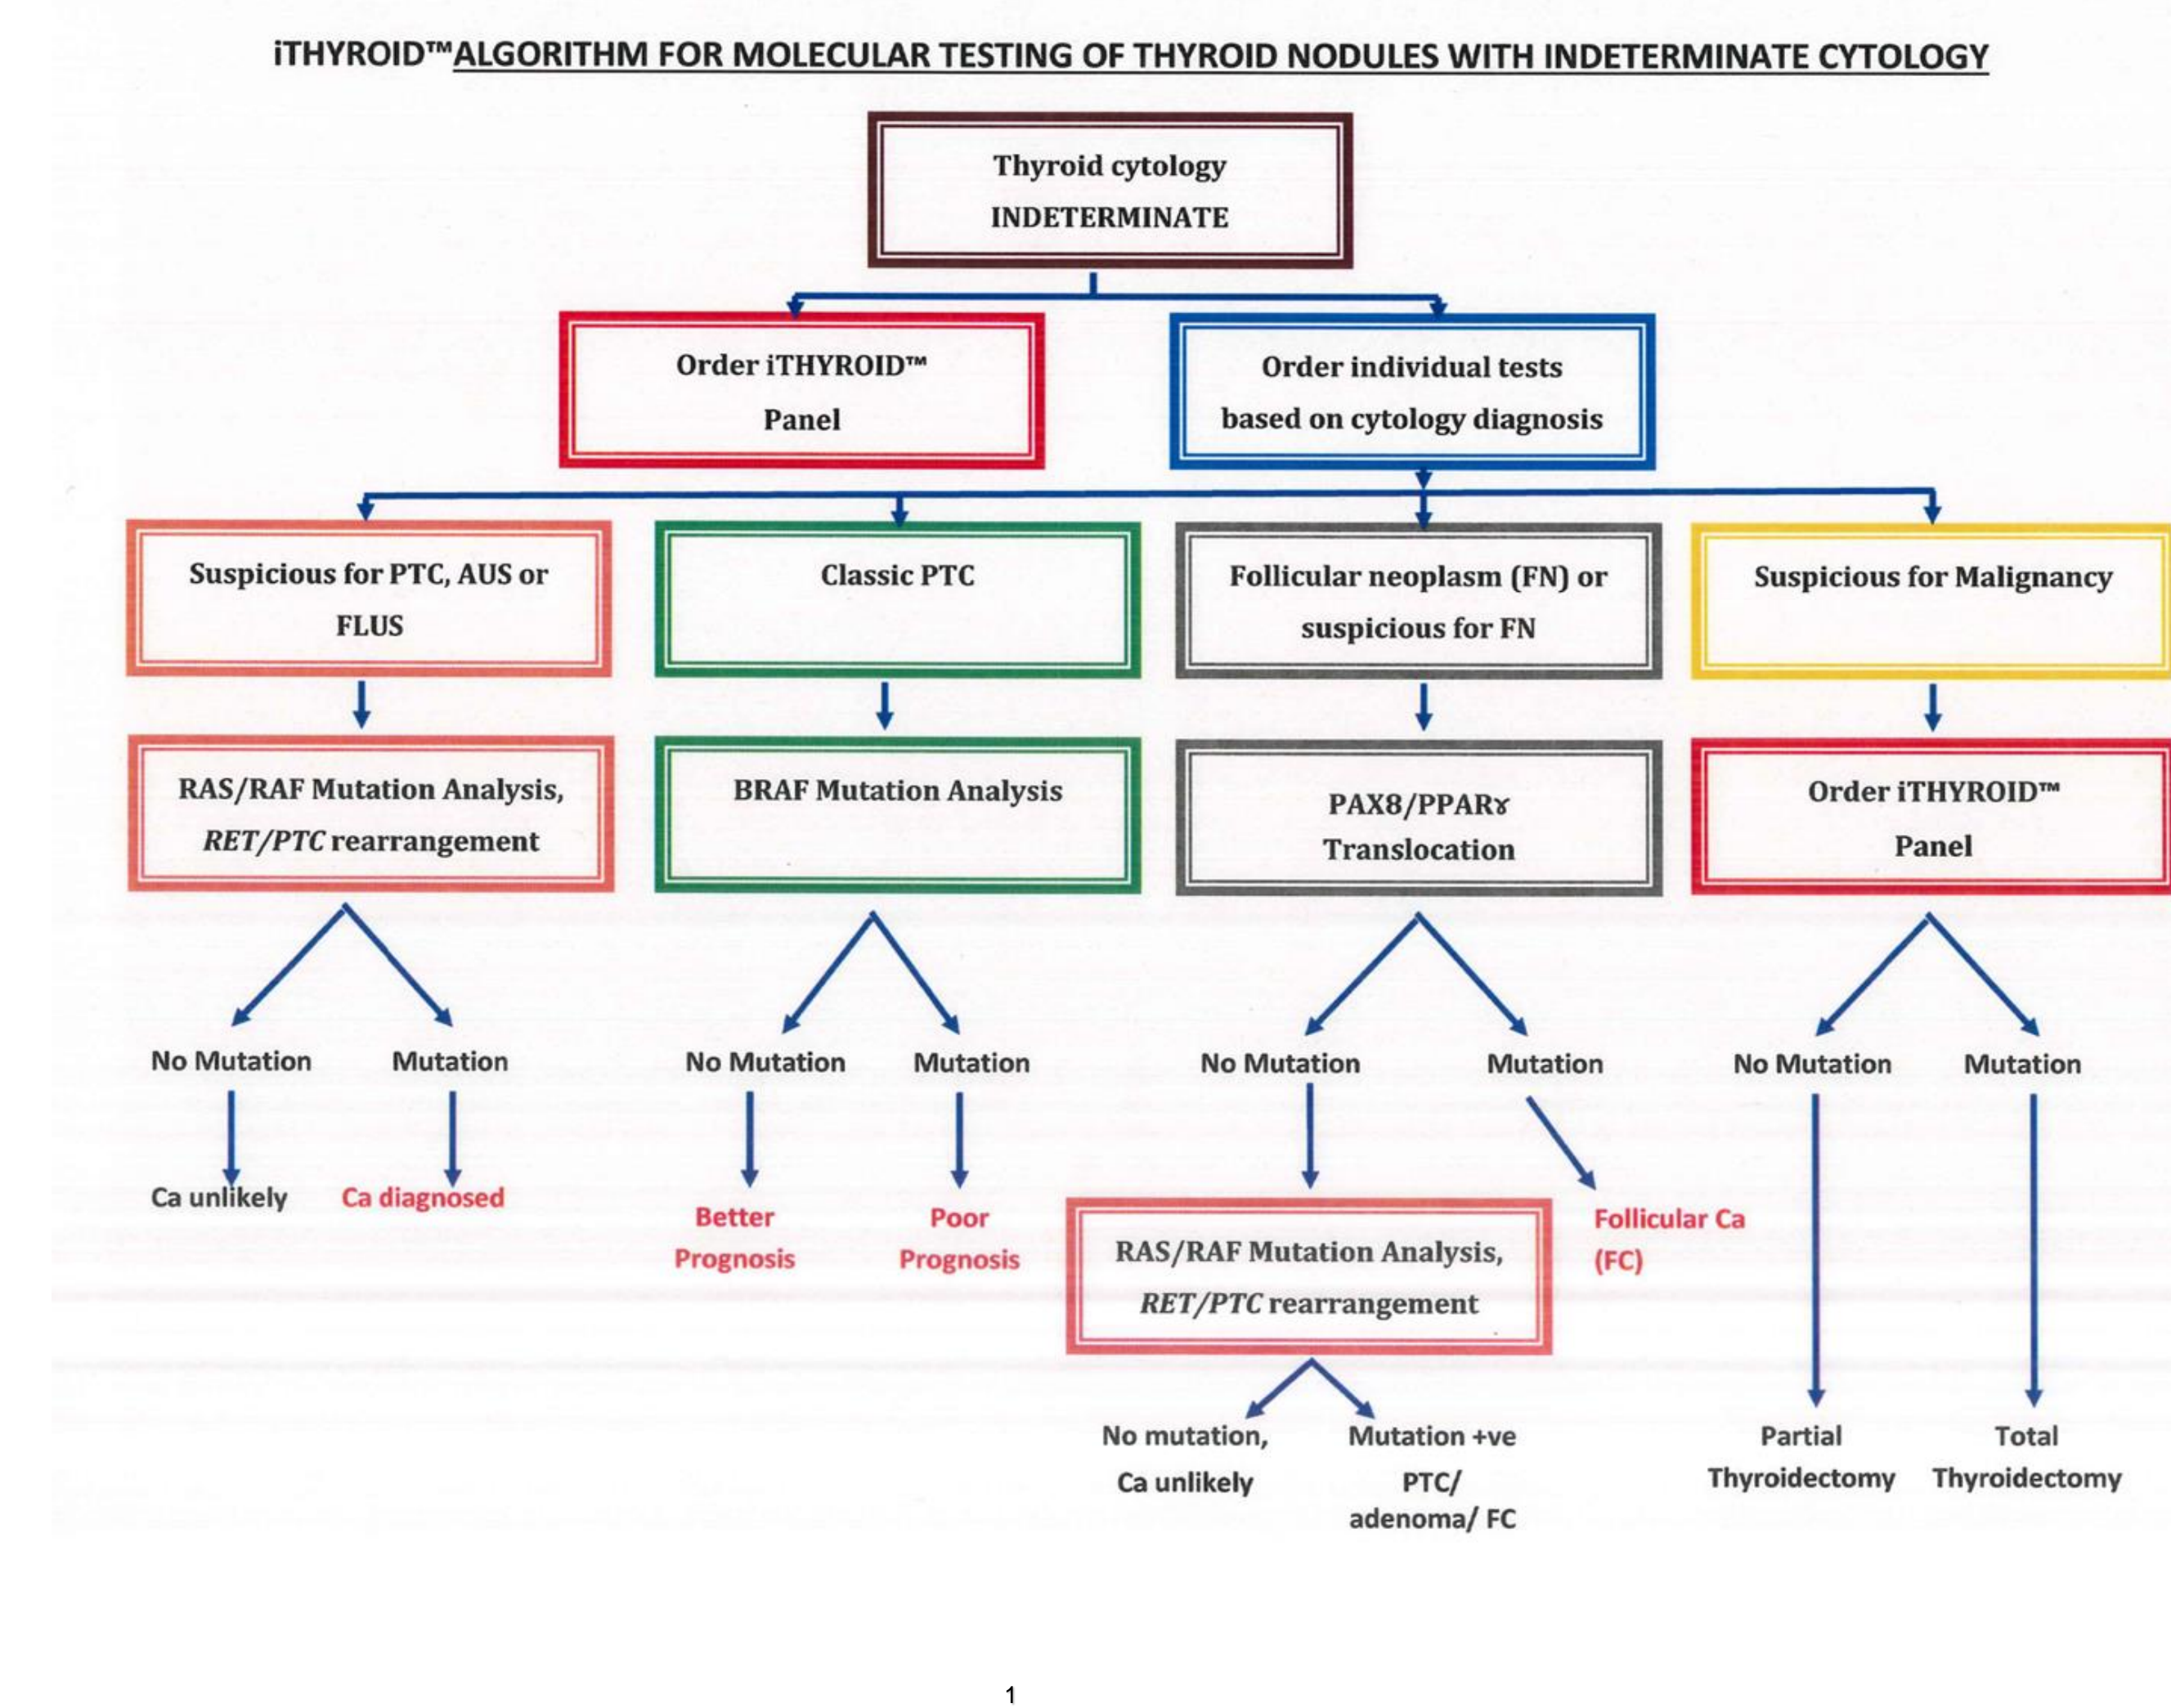 iTHYROID™ALGORITHM FOR MOLECULAR TESTING OF THYROID NODULES WITH INDETERMINATE CYTOLOGY
Thyroid cytology
INDETERMINATE
Order iTHYROID™
Panel
Order individual tests
based on cytology diagnosis
Suspicious for PTC, AUS or
FLUS
Classic PTC
Follicular neoplasm (FN) or
suspicious for FN
Suspicious for Malignancy
RAS/RAF Mutation Analysis,
RET/PTC rearrangement
BRAF Mutation Analysis
PAX8/PPARɤ
Translocation
Order iTHYROID™
Panel
No Mutation
Mutation
No Mutation
Mutation
No Mutation
Mutation
No Mutation
Mutation
Ca unlikely
Ca diagnosed
Better
Prognosis
Poor
Prognosis
RAS/RAF Mutation Analysis,
RET/PTC rearrangement
Follicular Ca
(FC)
No mutation,
Ca unlikely
Mutation +ve
PTC/
adenoma/ FC
Partial
Thyroidectomy
Total
Thyroidectomy
1